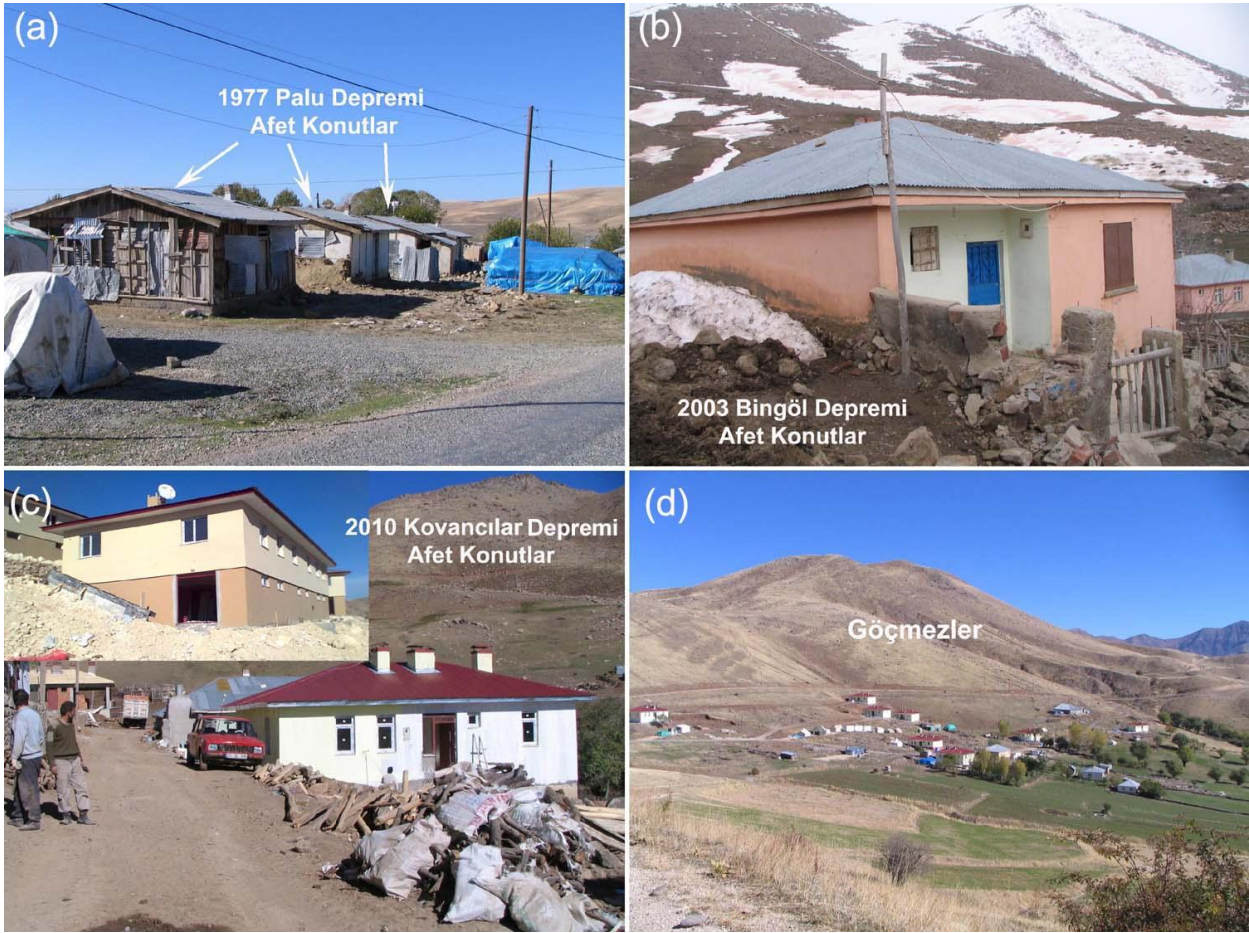 (a)
1977 Palu Depremi
Afet Konutlar
(b)
2003 Bingöl Depremi
Afet Konutlar
(c)
2010 Kovancılar Depremi
Afet Konutlar
(d)
Göçmezler